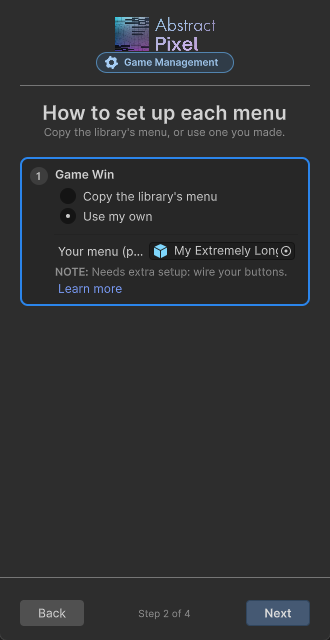 Abstract
Pixel
Game Management
How to set up each menu
Copy the library's menu, or use one you made.
1 Game Win
Copy the library's menu
Use my own
Your menu (p... My Extremely Long
NOTE: Needs extra setup: wire your buttons.
Learn more
Back Step 2 of 4 Next